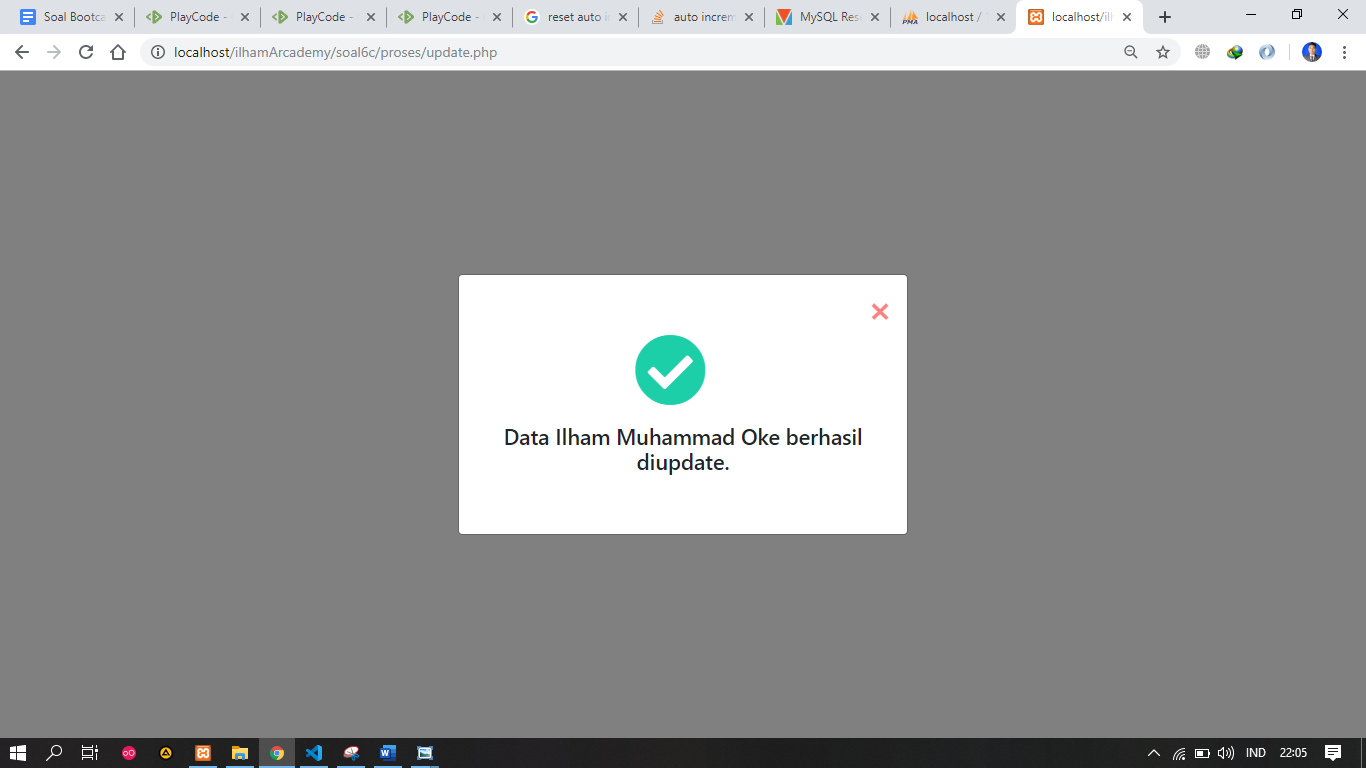 Soal Bootca
PlayCode -
PlayCode -
PlayCode -
reset auto i
auto increm
MySQL Res
localhost /
localhost/il
localhost/ilhamArcademy/soal6c/proses/update.php
Data Ilham Muhammad Oke berhasil
diupdate.
IND
22:05